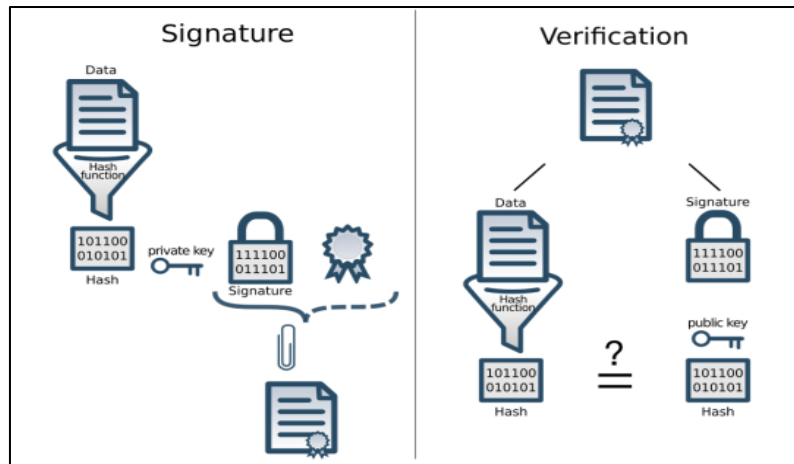 Signature
Data
Hash
function
101100
010101
Hash
private key
111100
011101
Signature
Verification
Data
Hash
function
101100
010101
Hash
?
=
Signature
111100
011101
public key
101100
010101
Hash